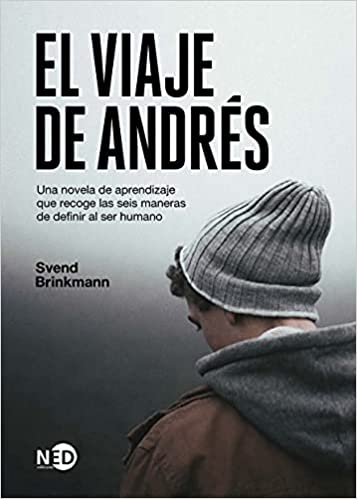 EL VIAJE
DE ANDRÉS
Una novela de aprendizaje
que recoge las seis maneras
de definir al ser humano
Svend
Brinkmann
NED
ediciones